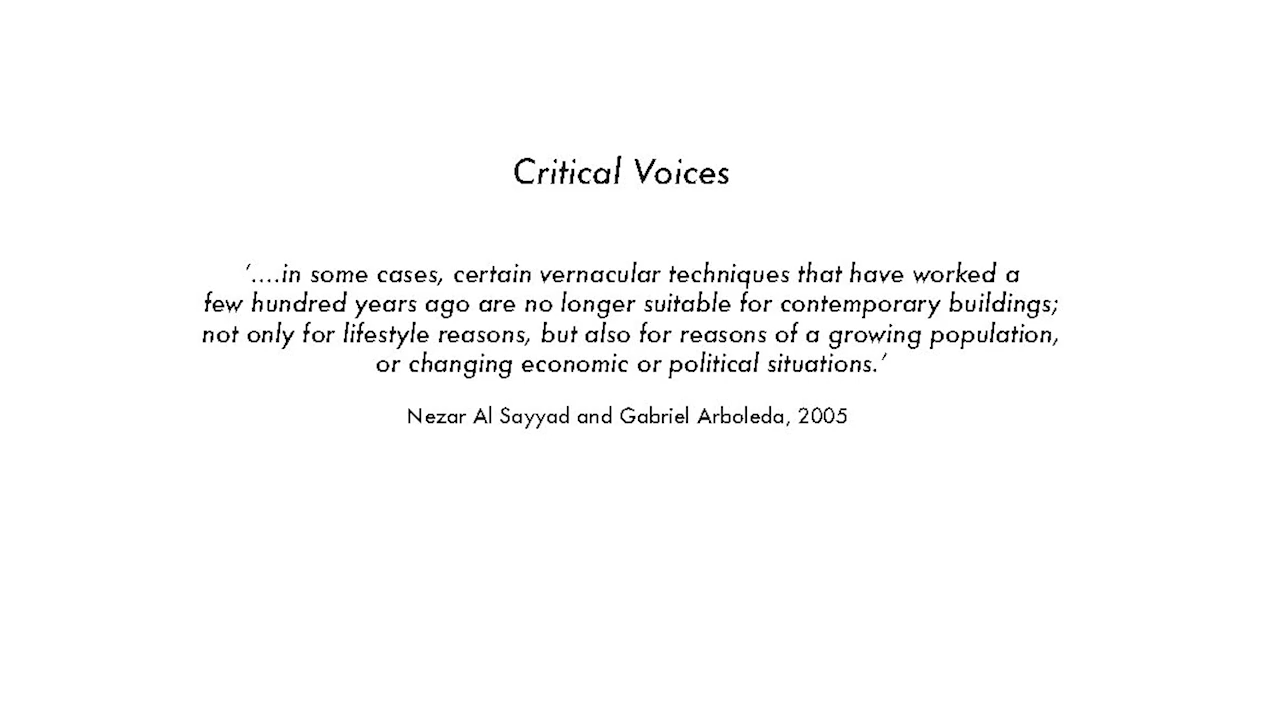 Critical Voices
‘....in some cases, certain vernacular techniques that have worked a
few hundred years ago are no longer suitable for contemporary buildings;
not only for lifestyle reasons, but also for reasons of a growing population,
or changing economic or political situations.’
Nezar Al Sayyad and Gabriel Arboleda, 2005